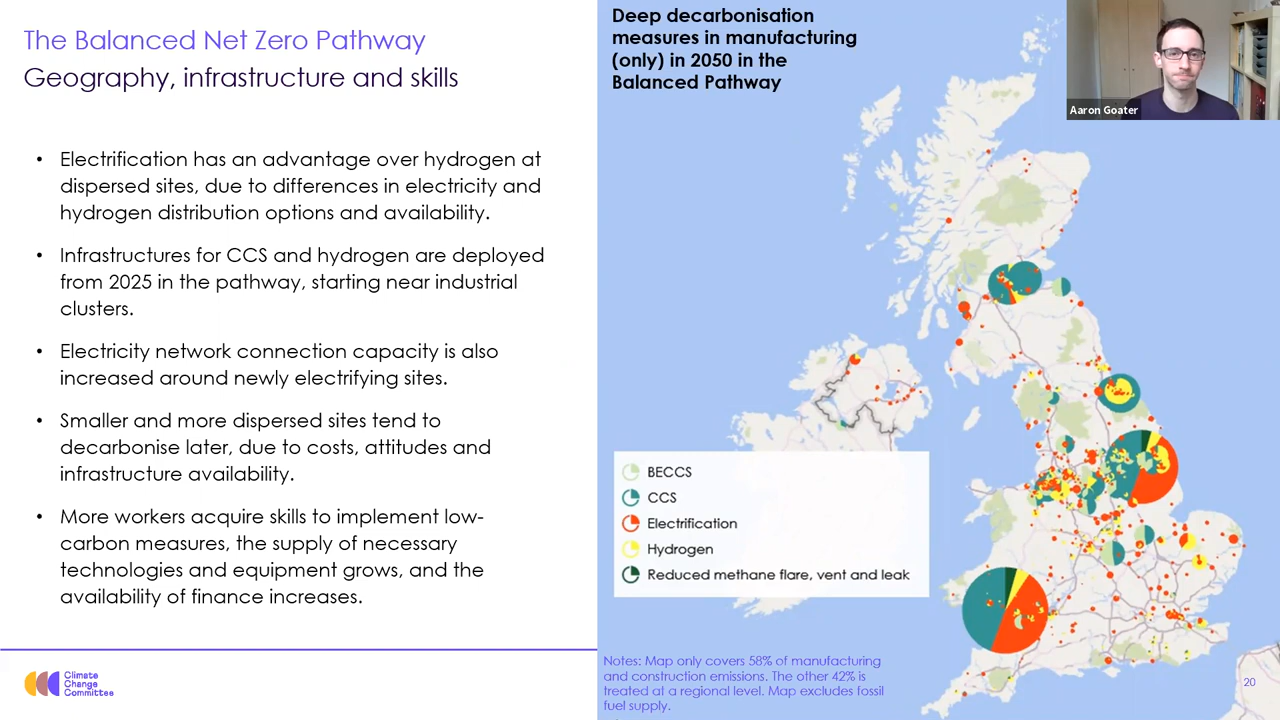 The Balanced Net Zero Pathway
Geography, infrastructure and skills
• Electrification has an advantage over hydrogen at
dispersed sites, due to differences in electricity and
hydrogen distribution options and availability.
• Infrastructures for CCS and hydrogen are deployed
from 2025 in the pathway, starting near industrial
clusters.
• Electricity network connection capacity is also
increased around newly electrifying sites.
• Smaller and more dispersed sites tend to
decarbonise later, due to costs, attitudes and
infrastructure availability.
• More workers acquire skills to implement low-
carbon measures, the supply of necessary
technologies and equipment grows, and the
availability of finance increases.
Climate
Change
Committee
Deep decarbonisation
measures in manufacturing
(only) in 2050 in the
Balanced Pathway
Aaron Goater
BECCS
CCS
Electrification
Hydrogen
Reduced methane flare, vent and leak
Notes: Map only covers 58% of manufacturing
and construction emissions. The other 42% is
treated at a regional level. Map excludes fossil
fuel supply.
20